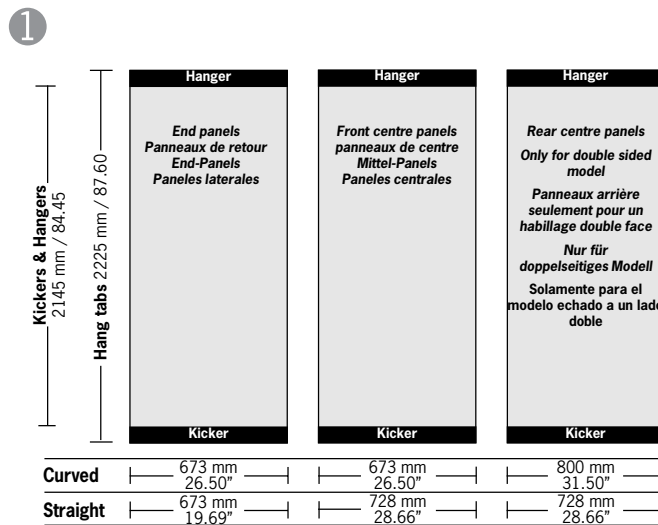 1
Hanger
Hanger
Hanger
End panels
Panneaux de retour
End-Panels
Paneles laterales
Front centre panels
panneaux de centre
Mittel-Panels
Paneles centrales
Rear centre panels
Only for double sided
model
Panneaux arrière
seulement pour un
habillage double face
Nur für
doppelseitiges Modell
Solamente para el
modelo echado a un lado
doble
Kickers & Hangers
2145 mm / 84.45
Hang tabs 2225 mm / 87.60
Kicker
Kicker
Kicker
Curved
673 mm
26.50”
673 mm
26.50”
800 mm
31.50”
Straight
673 mm
19.69”
728 mm
28.66”
728 mm
28.66”